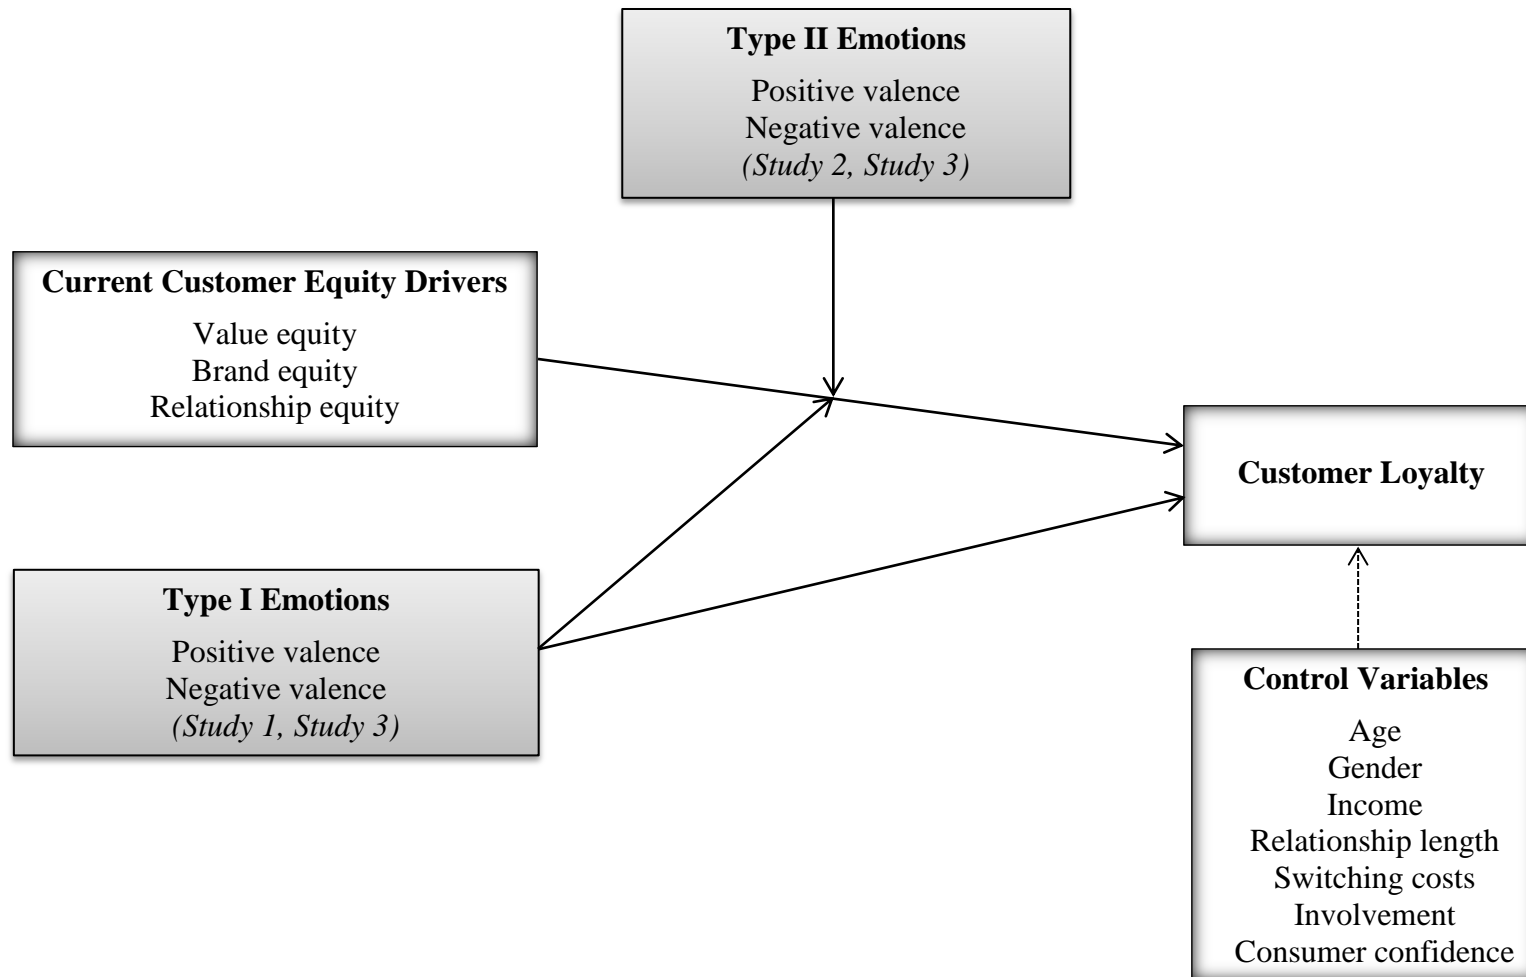 Type II Emotions
Positive valence
Negative valence
(Study 2, Study 3)
Current Customer Equity Drivers
Value equity
Brand equity
Relationship equity
Customer Loyalty
Type I Emotions
Positive valence
Negative valence
(Study 1, Study 3)
Control Variables
Age
Gender
Income
Relationship length
Switching costs
Involvement
Consumer confidence